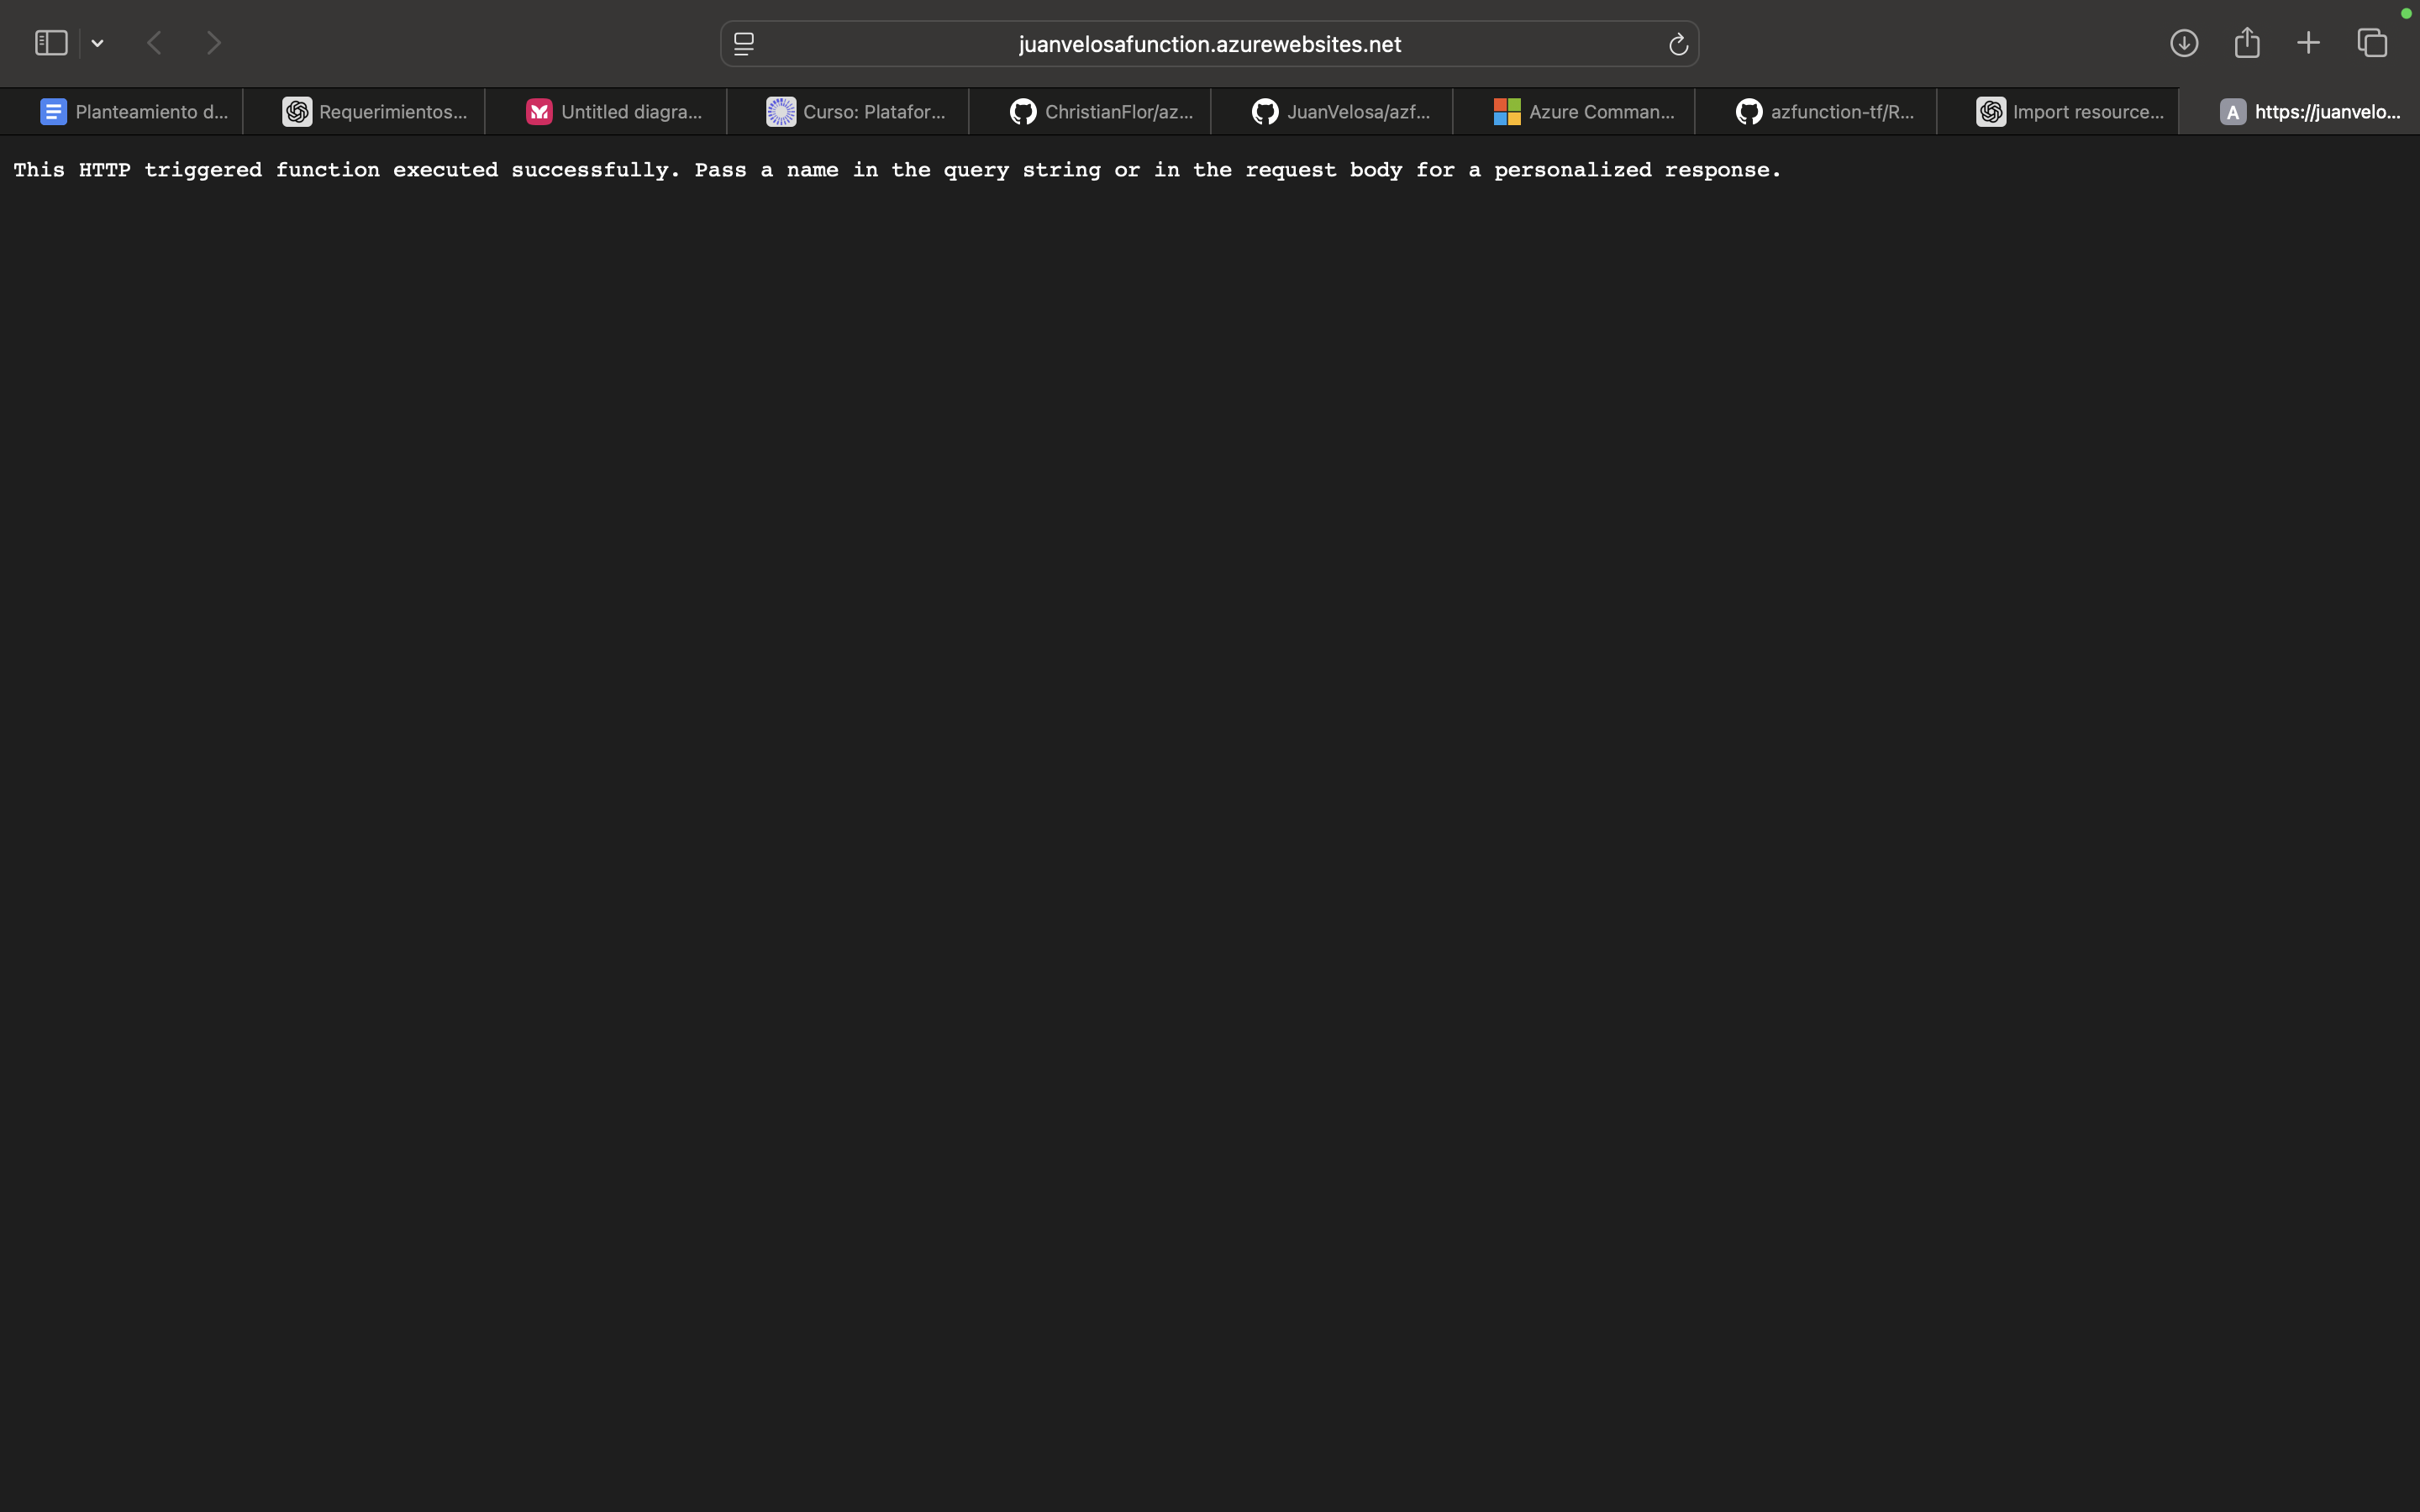 juanvelosafunction.azurewebsites.net
Planteamiento d...
Requerimientos...
Untitled diagra...
Curso: Platafor...
ChristianFlor/az...
JuanVelosa/azf...
Azure Comman...
azfunction-tf/R...
Import resource...
A https://juanvelo...
This HTTP triggered function executed successfully. Pass a name in the query string or in the request body for a personalized response.